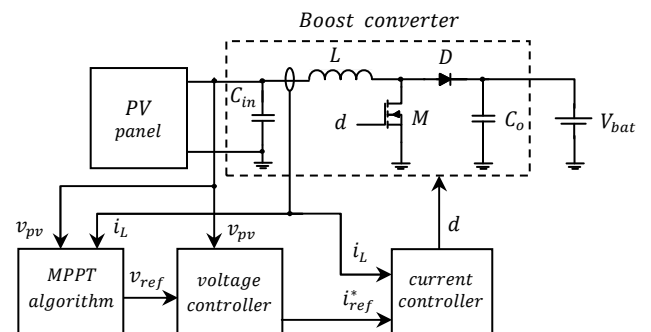 Boost converter
L
D
PV
panel
C_in
d
M
C_o
V_bat
v_pv
i_L
v_pv
i_L
d
MPPT
algorithm
v_ref
voltage
controller
i*_ref
current
controller